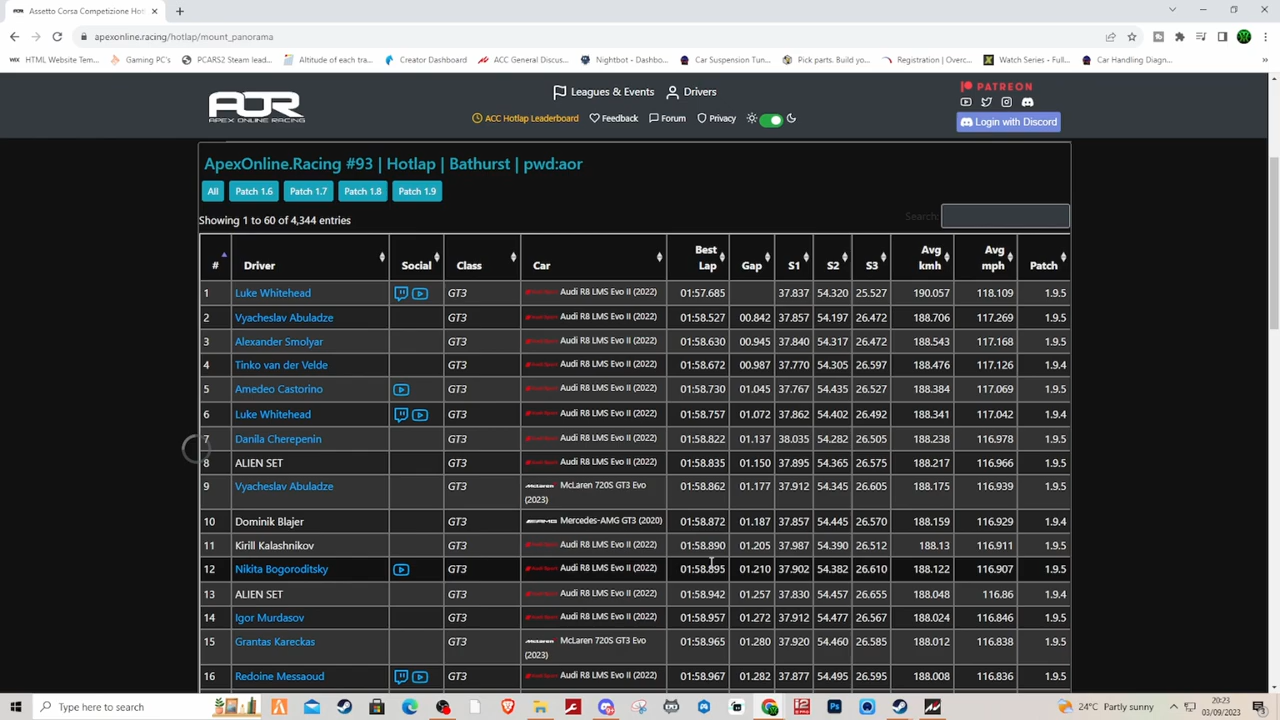 Assetto Corsa Competizione Hot
apexonline.racing/hotlap/mount_panorama
HTML Website Tem... Gaming PC's PCARS2 Steam lead... Altitude of each tra... Creator Dashboard ACC General Discus... Nightbot - Dashbo... Car Suspension Tun... Pick parts. Build yo... Registration | Overc... Watch Series - Full... Car Handling Diagn...
AOR
APEX ONLINE RACING
Leagues & Events Drivers
ACC Hotlap Leaderboard Feedback Forum Privacy
PATREON
Login with Discord
ApexOnline.Racing #93 | Hotlap | Bathurst | pwd:aor
All Patch 1.6 Patch 1.7 Patch 1.8 Patch 1.9
Showing 1 to 60 of 4,344 entries
Search:
# Driver Social Class Car Best Lap Gap S1 S2 S3 Avg kmh Avg mph Patch
1 Luke Whitehead GT3 Audi R8 LMS Evo II (2022) 01:57.685 37.837 54.320 25.527 190.057 118.109 1.9.5
2 Vyacheslav Abuladze GT3 Audi R8 LMS Evo II (2022) 01:58.527 00.842 37.857 54.197 26.472 188.706 117.269 1.9.5
3 Alexander Smolyar GT3 Audi R8 LMS Evo II (2022) 01:58.630 00.945 37.840 54.317 26.472 188.543 117.168 1.9.5
4 Tinko van der Velde GT3 Audi R8 LMS Evo II (2022) 01:58.672 00.987 37.770 54.305 26.597 188.476 117.126 1.9.4
5 Amedeo Castorino GT3 Audi R8 LMS Evo II (2022) 01:58.730 01.045 37.767 54.435 26.527 188.384 117.069 1.9.5
6 Luke Whitehead GT3 Audi R8 LMS Evo II (2022) 01:58.757 01.072 37.862 54.402 26.492 188.341 117.042 1.9.4
7 Danila Cherepenin GT3 Audi R8 LMS Evo II (2022) 01:58.822 01.137 38.035 54.282 26.505 188.238 116.978 1.9.5
8 ALIEN SET GT3 Audi R8 LMS Evo II (2022) 01:58.835 01.150 37.895 54.365 26.575 188.217 116.966 1.9.5
9 Vyacheslav Abuladze GT3 McLaren 720S GT3 Evo (2023) 01:58.862 01.177 37.912 54.345 26.605 188.175 116.939 1.9.5
10 Dominik Blajer GT3 AMG Mercedes-AMG GT3 (2020) 01:58.872 01.187 37.857 54.445 26.570 188.159 116.929 1.9.4
11 Kirill Kalashnikov GT3 Audi R8 LMS Evo II (2022) 01:58.890 01.205 37.987 54.390 26.512 188.13 116.911 1.9.5
12 Nikita Bogoroditsky GT3 Audi R8 LMS Evo II (2022) 01:58.895 01.210 37.902 54.382 26.610 188.122 116.907 1.9.5
13 ALIEN SET GT3 Audi R8 LMS Evo II (2022) 01:58.942 01.257 37.830 54.457 26.655 188.048 116.86 1.9.4
14 Igor Murdasov GT3 Audi R8 LMS Evo II (2022) 01:58.957 01.272 37.912 54.477 26.567 188.024 116.846 1.9.5
15 Grantas Kareckas GT3 McLaren 720S GT3 Evo (2023) 01:58.965 01.280 37.920 54.460 26.585 188.012 116.838 1.9.5
16 Redoine Messaoud GT3 Audi R8 LMS Evo II (2022) 01:58.967 01.282 37.877 54.495 26.595 188.008 116.836 1.9.5
Type here to search
24°C Partly sunny
20:23
03/09/2023